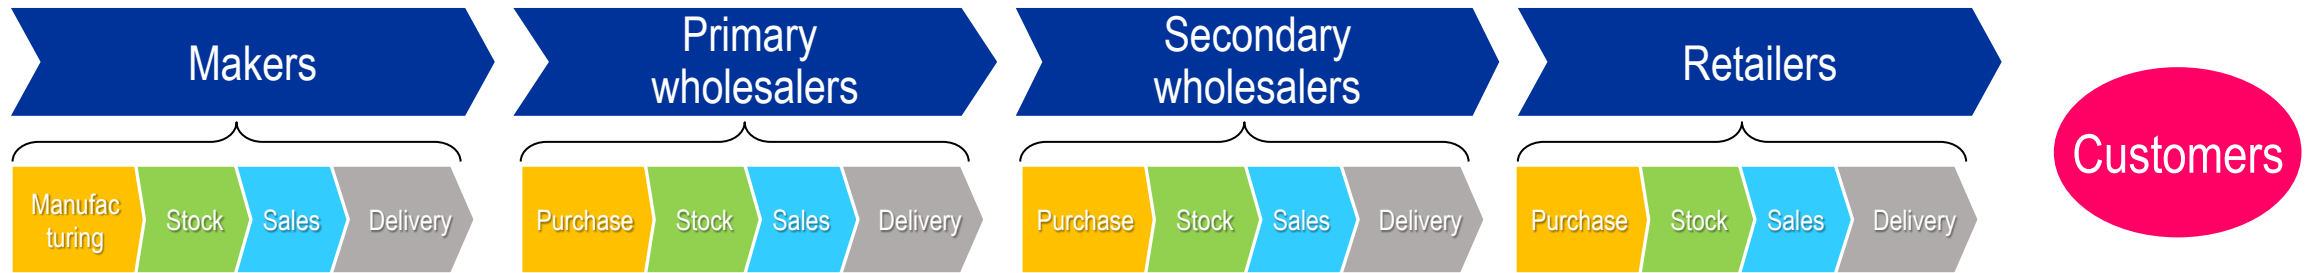 Makers
Primary
wholesalers
Secondary
wholesalers
Retailers
Customers
Manufac
turing
Stock
Sales
Delivery
Purchase
Stock
Sales
Delivery
Purchase
Stock
Sales
Delivery
Purchase
Stock
Sales
Delivery